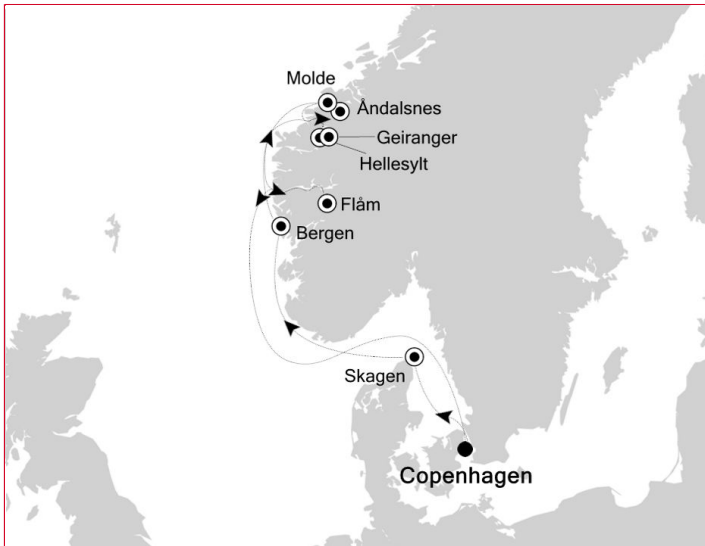 Molde
Åndalsnes
Geiranger
Hellesylt
Flåm
Bergen
Skagen
Copenhagen